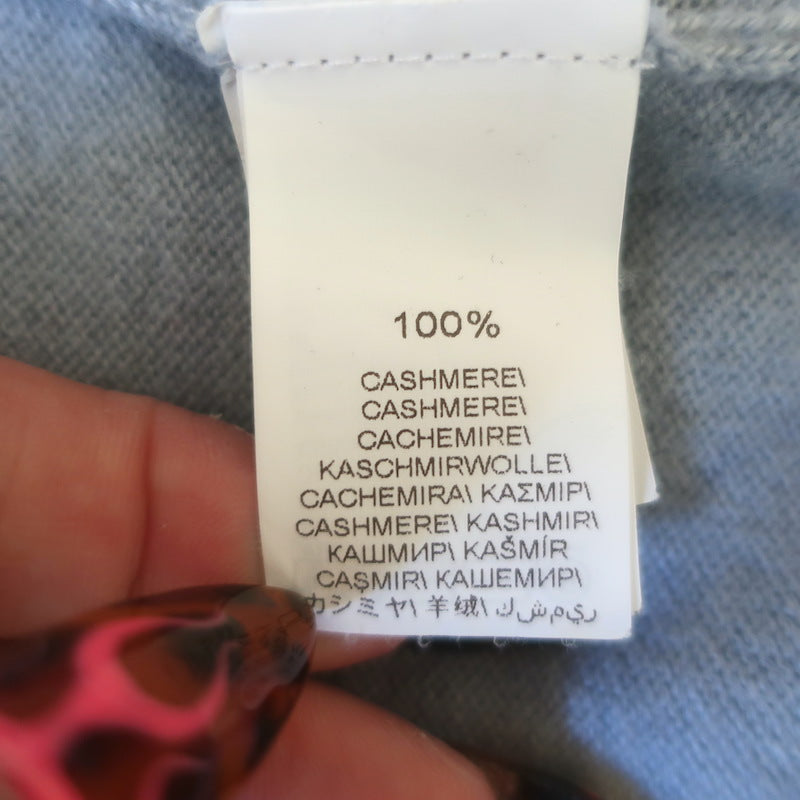 100%
CASHMERE\
CASHMERE\
CACHEMIRE\
KASCHMIRWOLLE\
CACHEMIRA\ ΚΑΣΜΙΡ\
CASHMERE\ KASHMIR\
КАШМИР\ KAŠMÍR
CAŞMIR\ КАШЕМИР\
カシミヤ\ 羊绒\ ريمشك